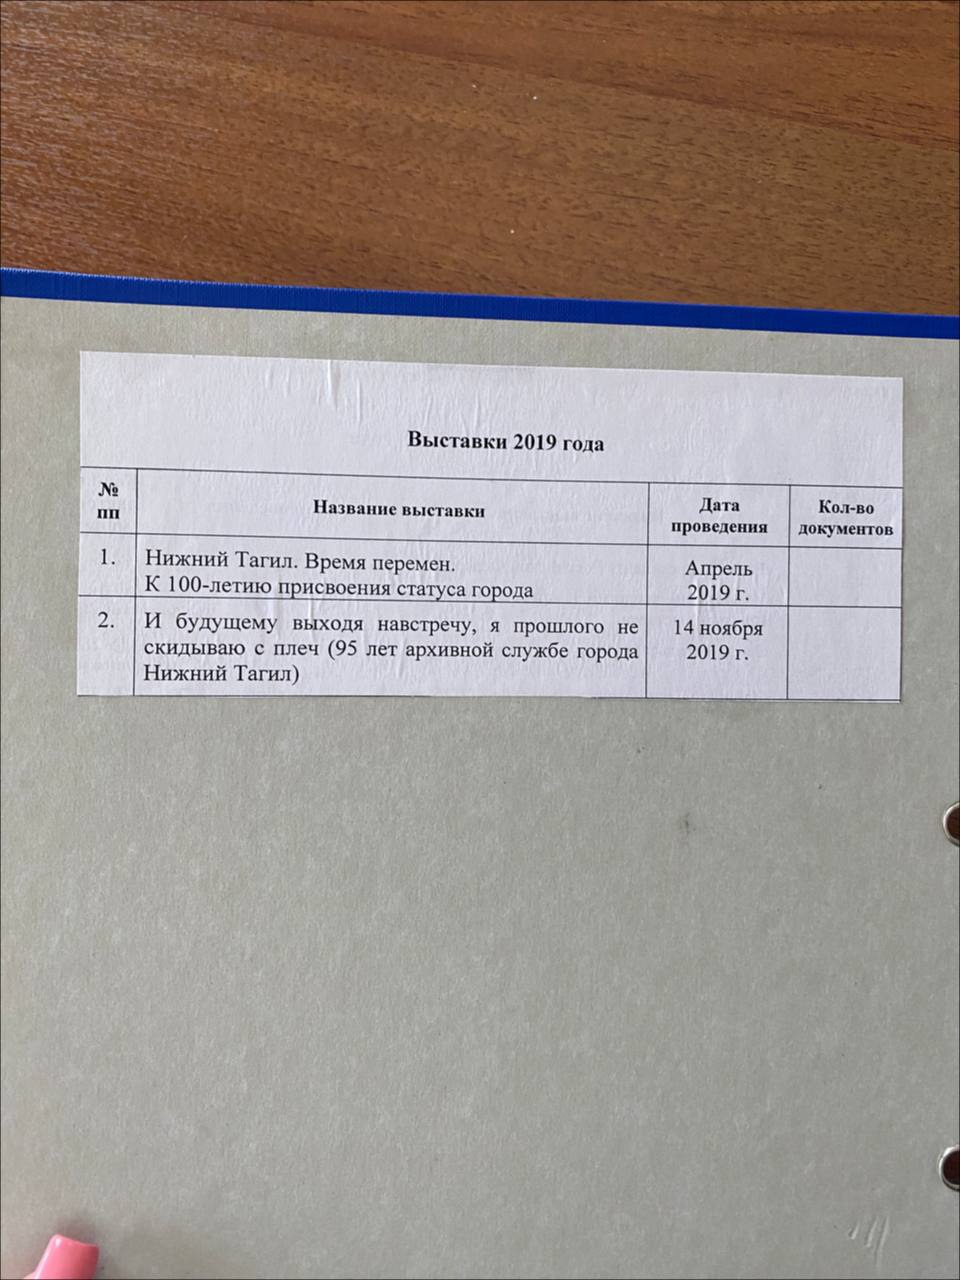 Выставки 2019 года
№ пп
Название выставки
Дата проведения
Кол-во документов
1.
Нижний Тагил. Время перемен.
К 100-летию присвоения статуса города
Апрель
2019 г.
2.
И будущему выходя навстречу, я прошлого не
скидываю с плеч (95 лет архивной службе города
Нижний Тагил)
14 ноября
2019 г.